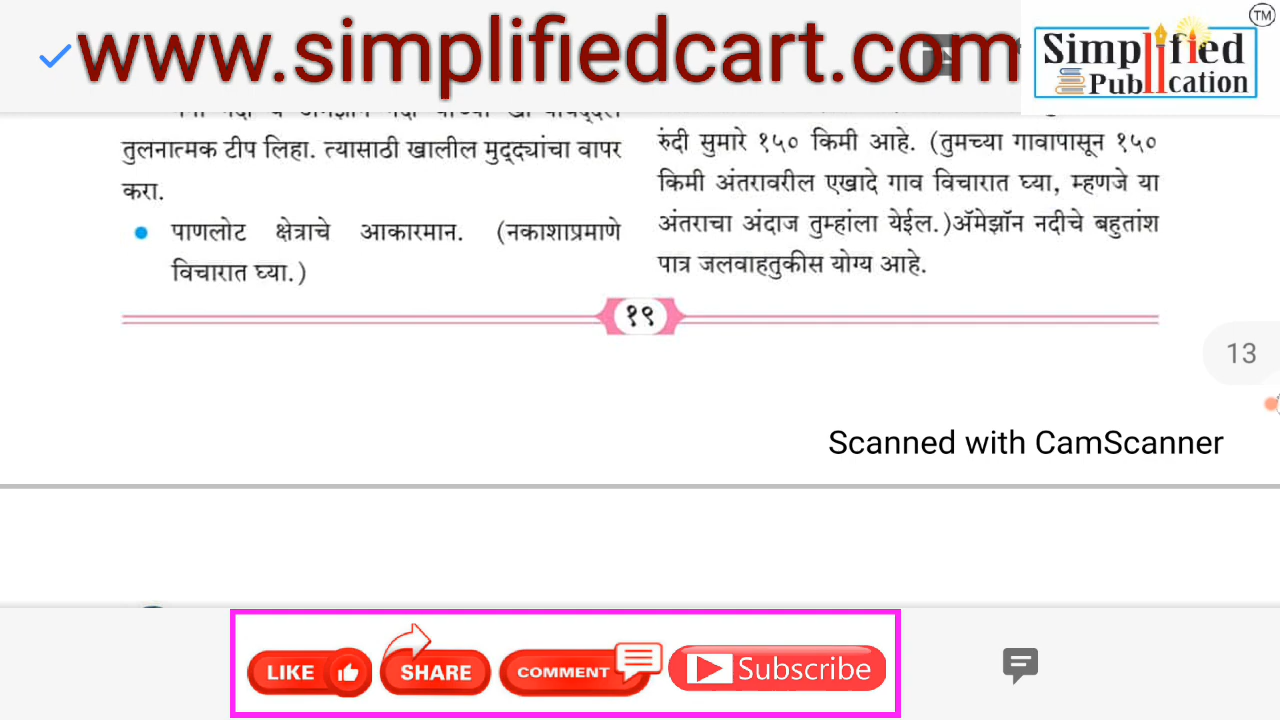 www.simplifiedcart.com
TM
Simplified
Publication
तुलनात्मक टीप लिहा. त्यासाठी खालील मुद्द्यांचा वापर
करा.
• पाणलोट क्षेत्राचे आकारमान. (नकाशाप्रमाणे
विचारात घ्या.)
रुंदी सुमारे १५० किमी आहे. (तुमच्या गावापासून १५०
किमी अंतरावरील एखादे गाव विचारात घ्या, म्हणजे या
अंतराचा अंदाज तुम्हांला येईल.)ॲमेझॉन नदीचे बहुतांश
पात्र जलवाहतुकीस योग्य आहे.
१९
13
Scanned with CamScanner
LIKE
SHARE
COMMENT
Subscribe